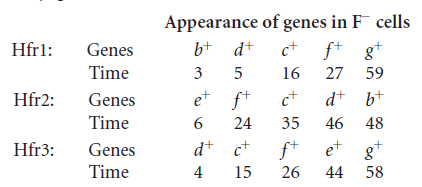 Appearance of genes in F⁻ cells
Hfr1: Genes b⁺ d⁺ c⁺ f⁺ g⁺
Time 3 5 16 27 59
Hfr2: Genes e⁺ f⁺ c⁺ d⁺ b⁺
Time 6 24 35 46 48
Hfr3: Genes d⁺ c⁺ f⁺ e⁺ g⁺
Time 4 15 26 44 58